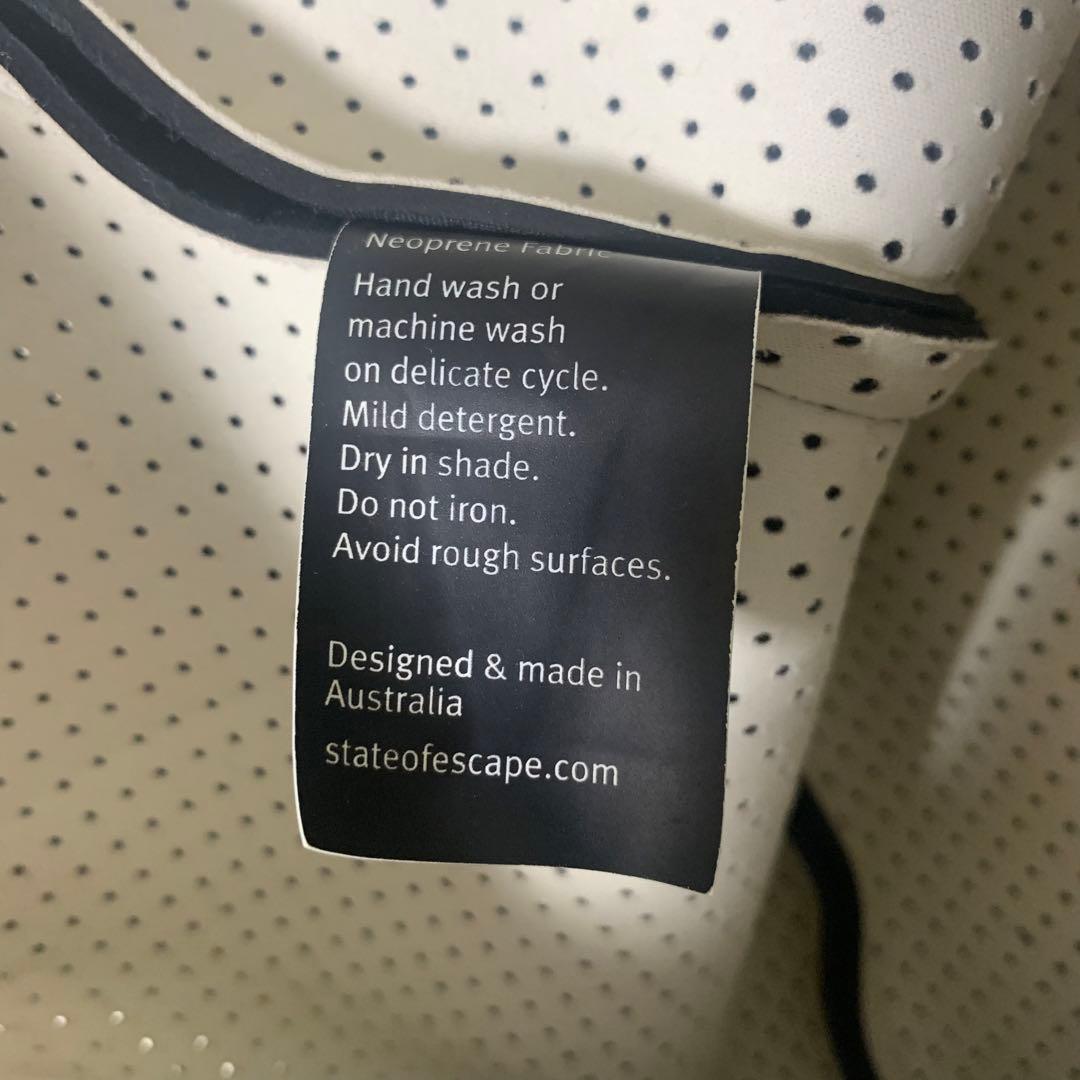 Neoprene Fabric
Hand wash or
machine wash
on delicate cycle.
Mild detergent.
Dry in shade.
Do not iron.
Avoid rough surfaces.
Designed & made in
Australia
stateofescape.com